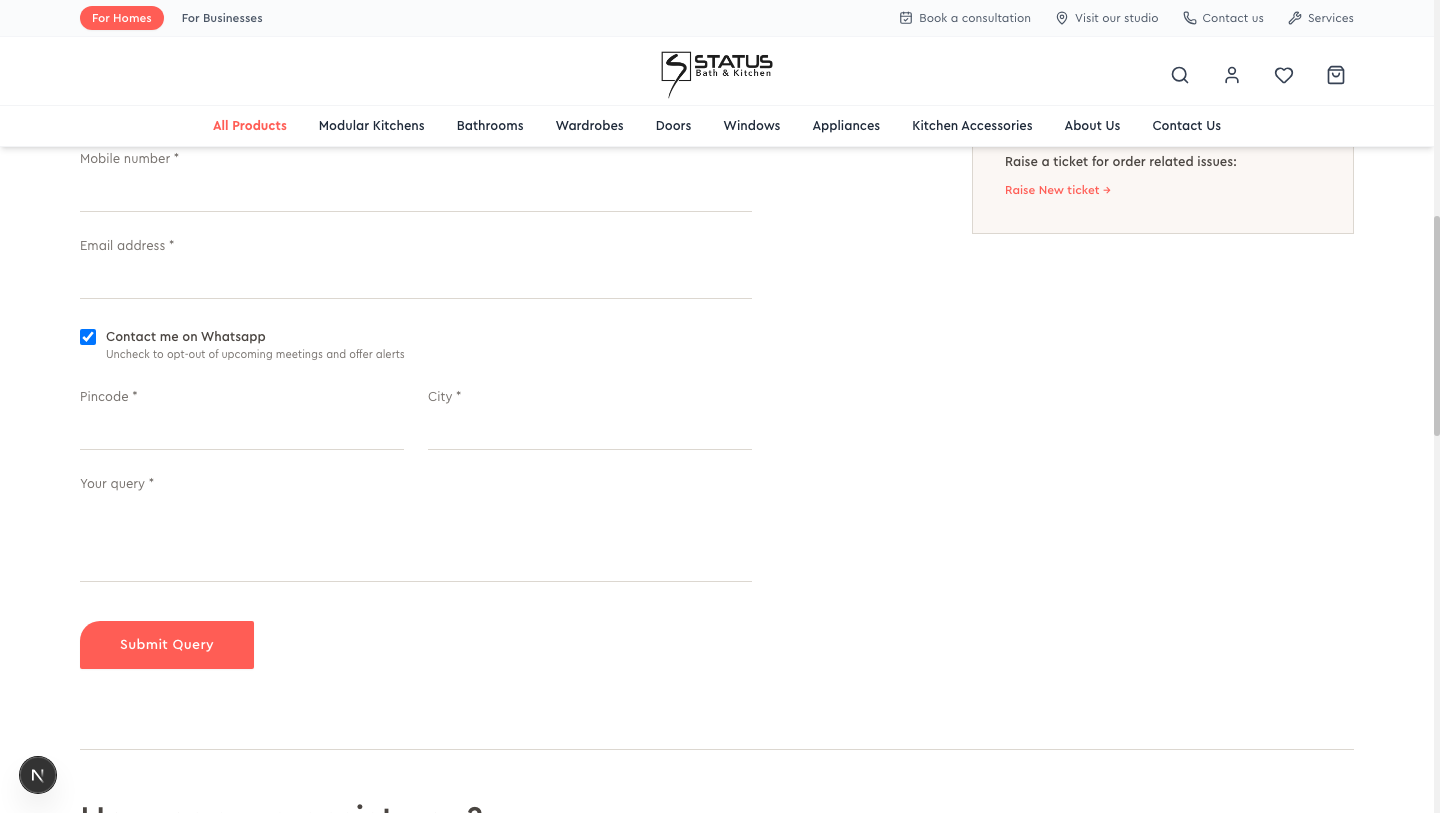 For Homes
For Businesses
Book a consultation
Visit our studio
Contact us
Services
STATUS
Bath & Kitchen
All Products
Modular Kitchens
Bathrooms
Wardrobes
Doors
Windows
Appliances
Kitchen Accessories
About Us
Contact Us
Mobile number *
Raise a ticket for order related issues:
Raise New ticket →
Email address *
Contact me on Whatsapp
Uncheck to opt-out of upcoming meetings and offer alerts
Pincode *
City *
Your query *
Submit Query
N